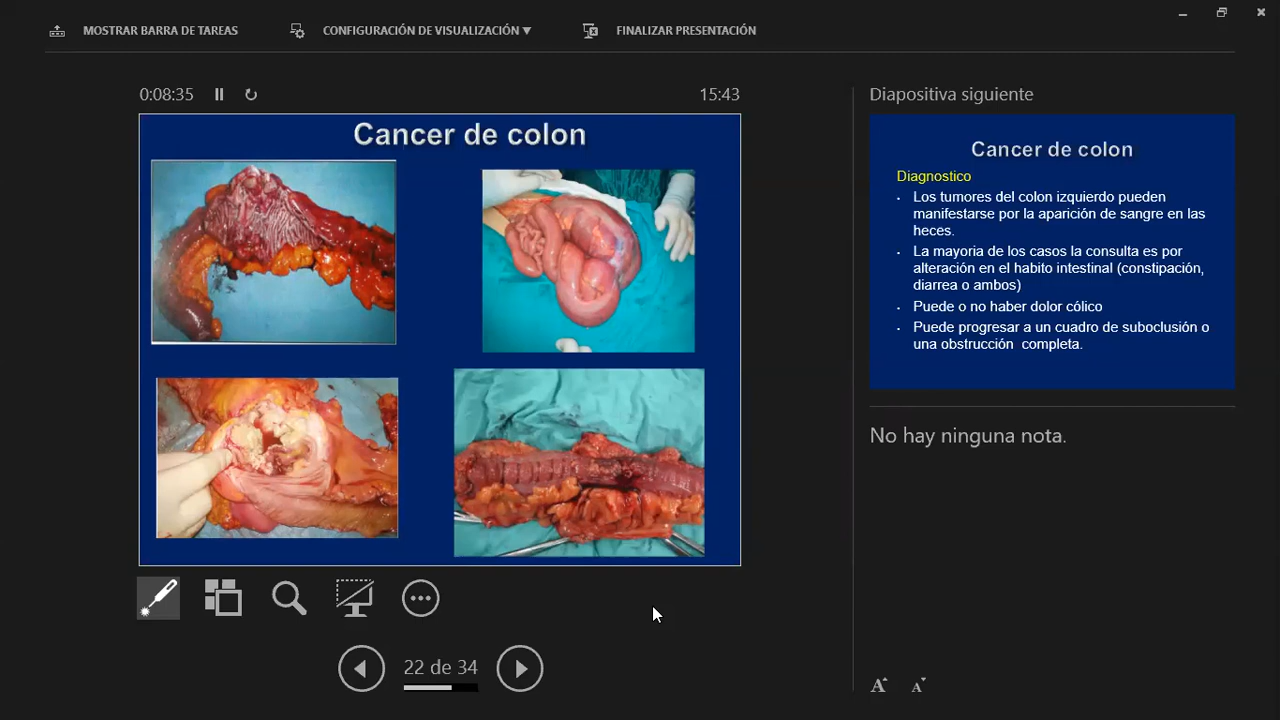 MOSTRAR BARRA DE TAREAS
CONFIGURACIÓN DE VISUALIZACIÓN ▼
FINALIZAR PRESENTACIÓN
0:08:35
15:43
Cancer de colon
22 de 34
Diapositiva siguiente
Cancer de colon
Diagnostico
• Los tumores del colon izquierdo pueden
manifestarse por la aparición de sangre en las
heces.
• La mayoria de los casos la consulta es por
alteración en el habito intestinal (constipación,
diarrea o ambos)
• Puede o no haber dolor cólico
• Puede progresar a un cuadro de suboclusión o
una obstrucción completa.
No hay ninguna nota.
A A